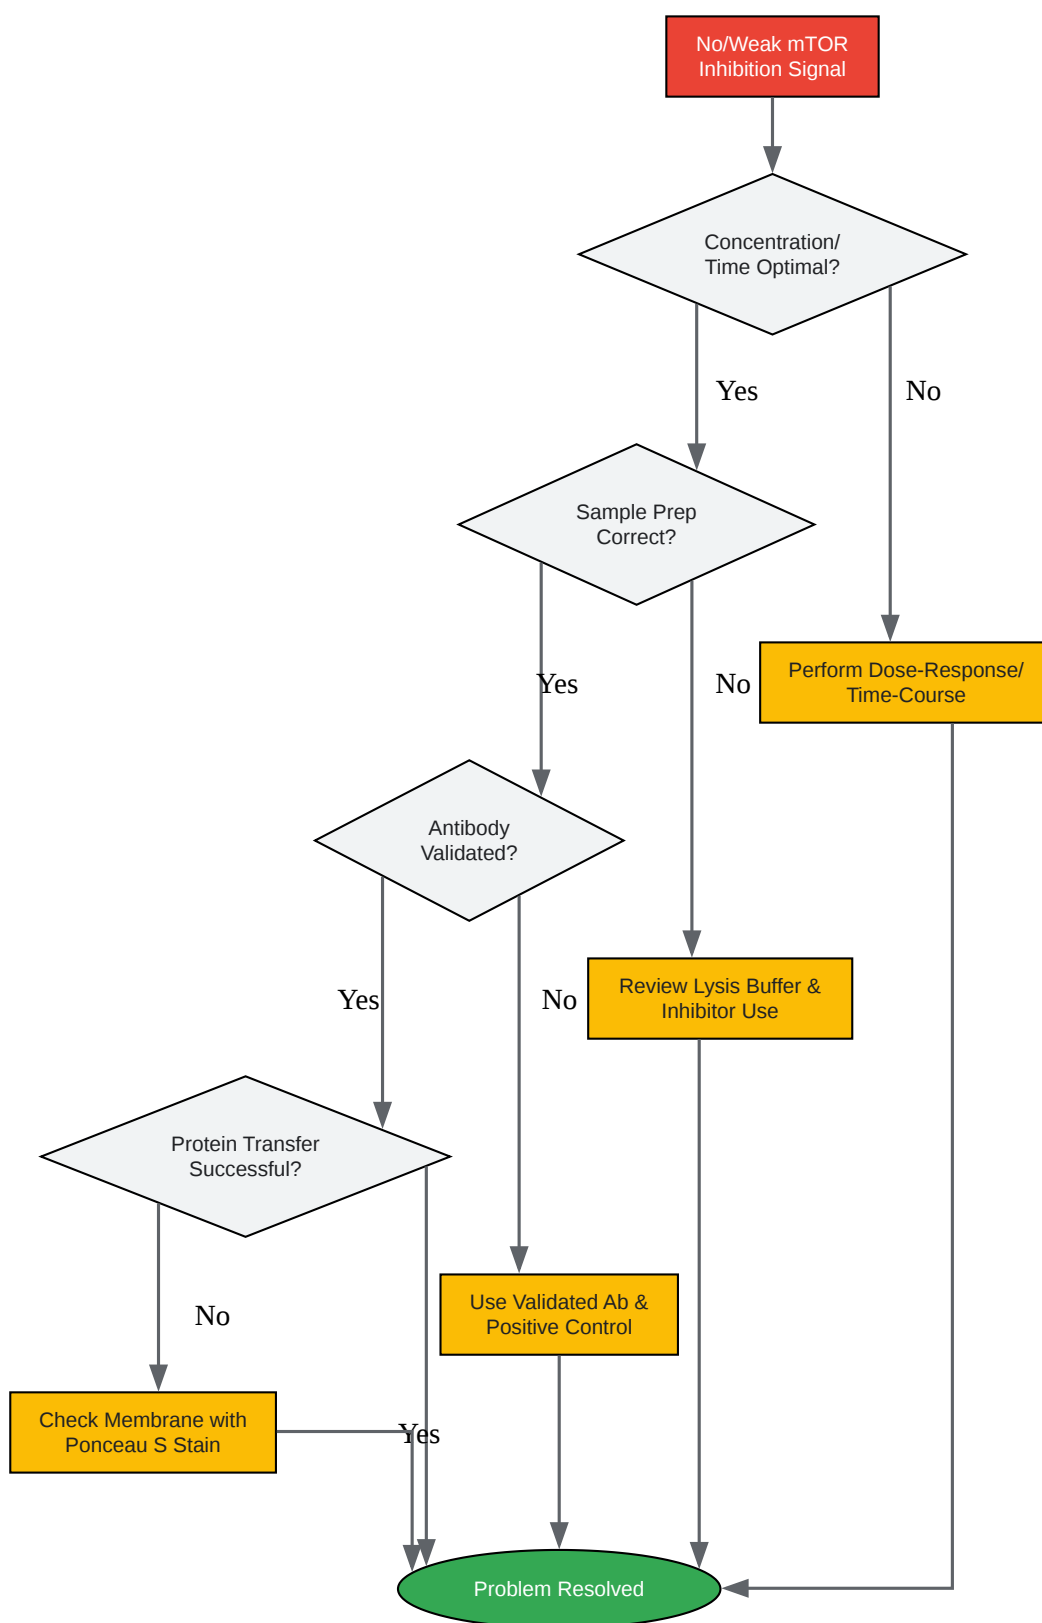 No/Weak mTOR
Inhibition Signal
Concentration/
Time Optimal?
Yes
No
Sample Prep
Correct?
Yes
No
Perform Dose-Response/
Time-Course
Antibody
Validated?
Yes
No
Review Lysis Buffer &
Inhibitor Use
Protein Transfer
Successful?
No
Use Validated Ab &
Positive Control
Check Membrane with
Ponceau S Stain
Yes
Problem Resolved